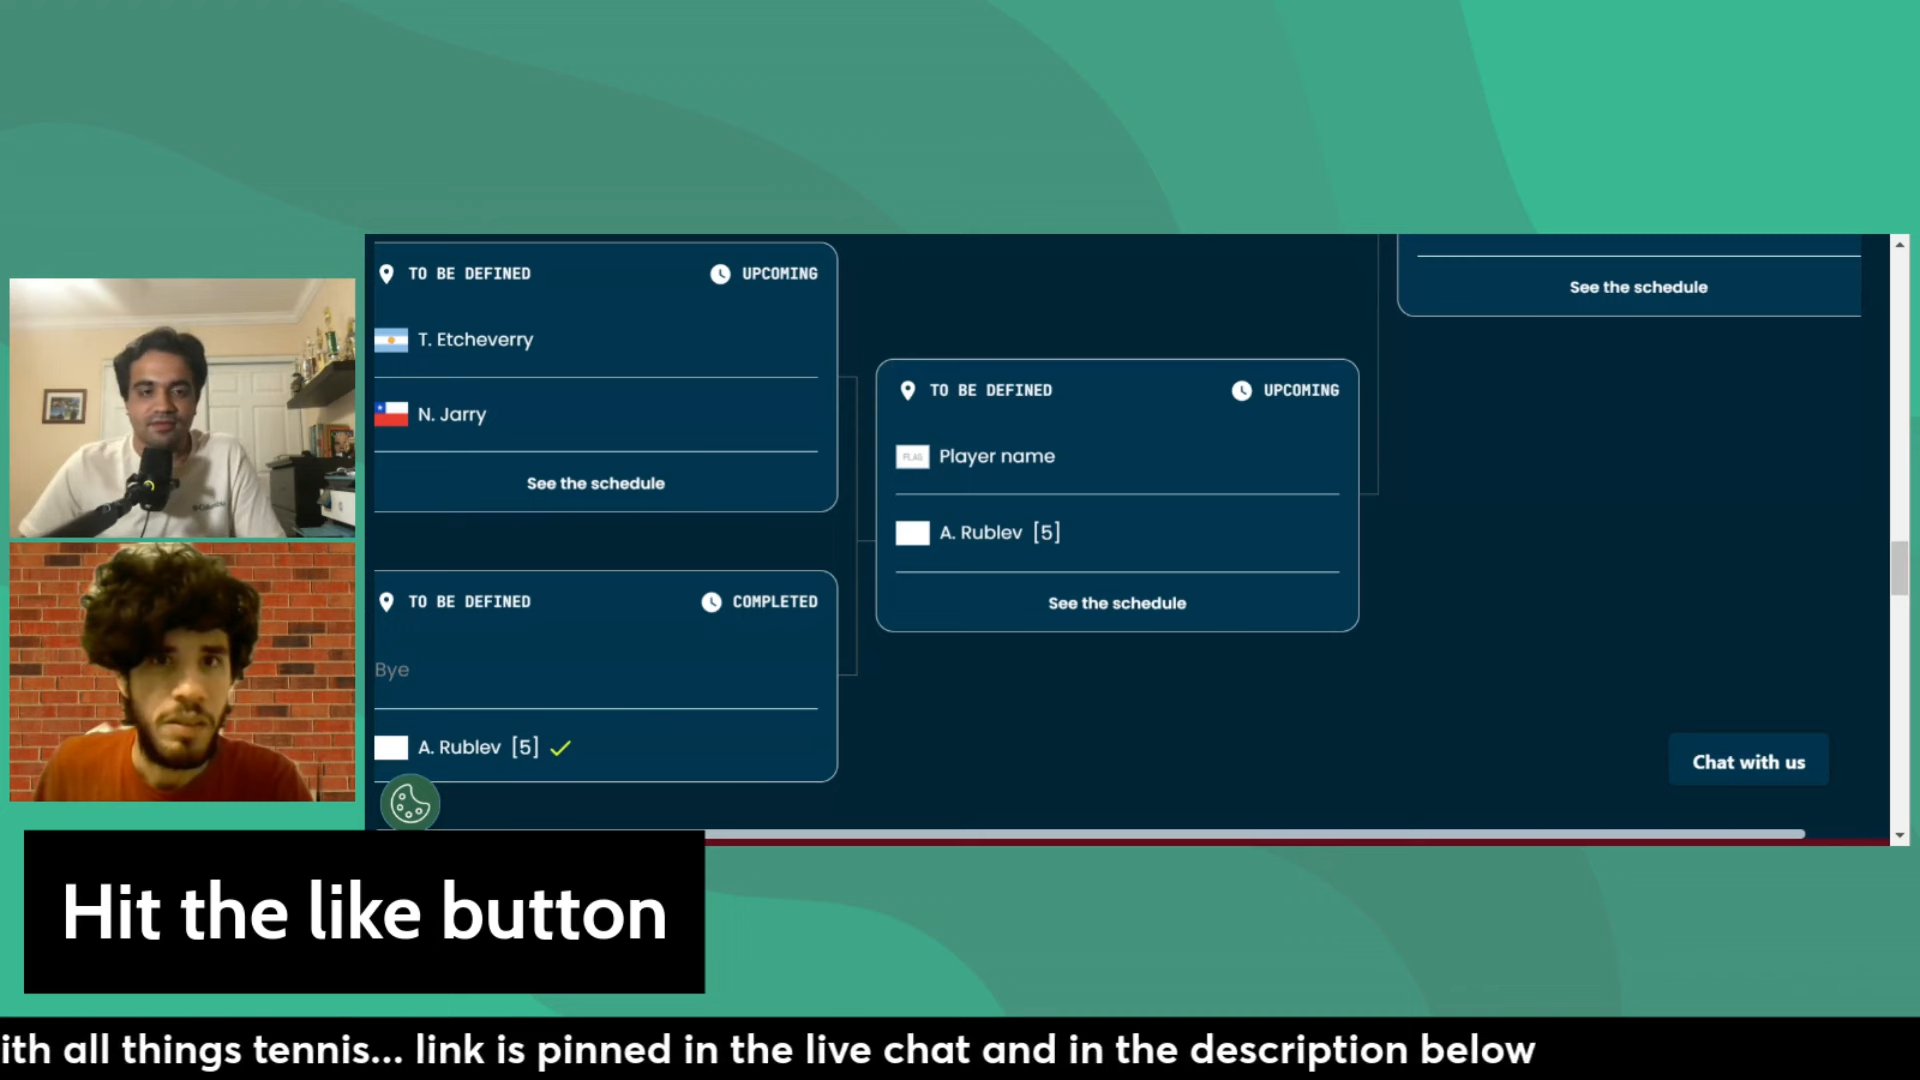 TO BE DEFINED UPCOMING
T. Etcheverry
N. Jarry
See the schedule
TO BE DEFINED COMPLETED
Bye
A. Rublev [5]
TO BE DEFINED UPCOMING
FLAG Player name
A. Rublev [5]
See the schedule
See the schedule
Chat with us
Hit the like button
ith all things tennis... link is pinned in the live chat and in the description below